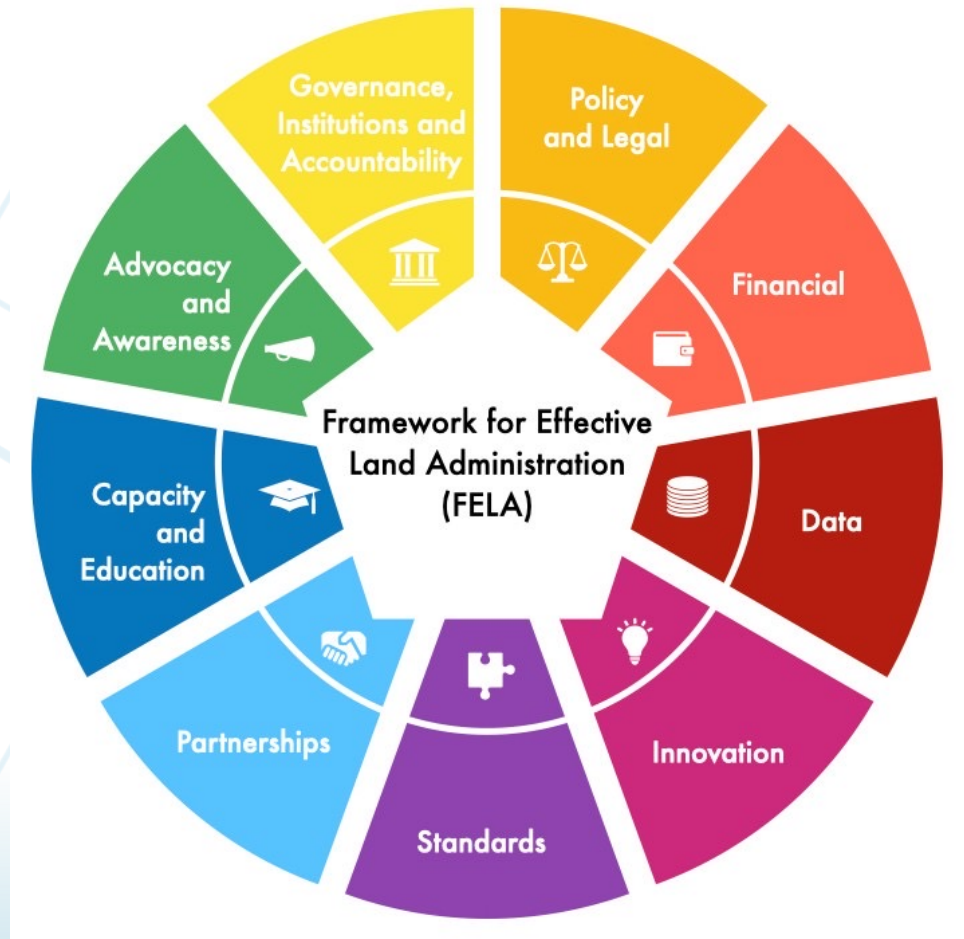 Governance,
Institutions and
Accountability
Policy
and Legal
Financial
Data
Innovation
Standards
Partnerships
Capacity
and
Education
Advocacy
and
Awareness
Framework for Effective
Land Administration
(FELA)